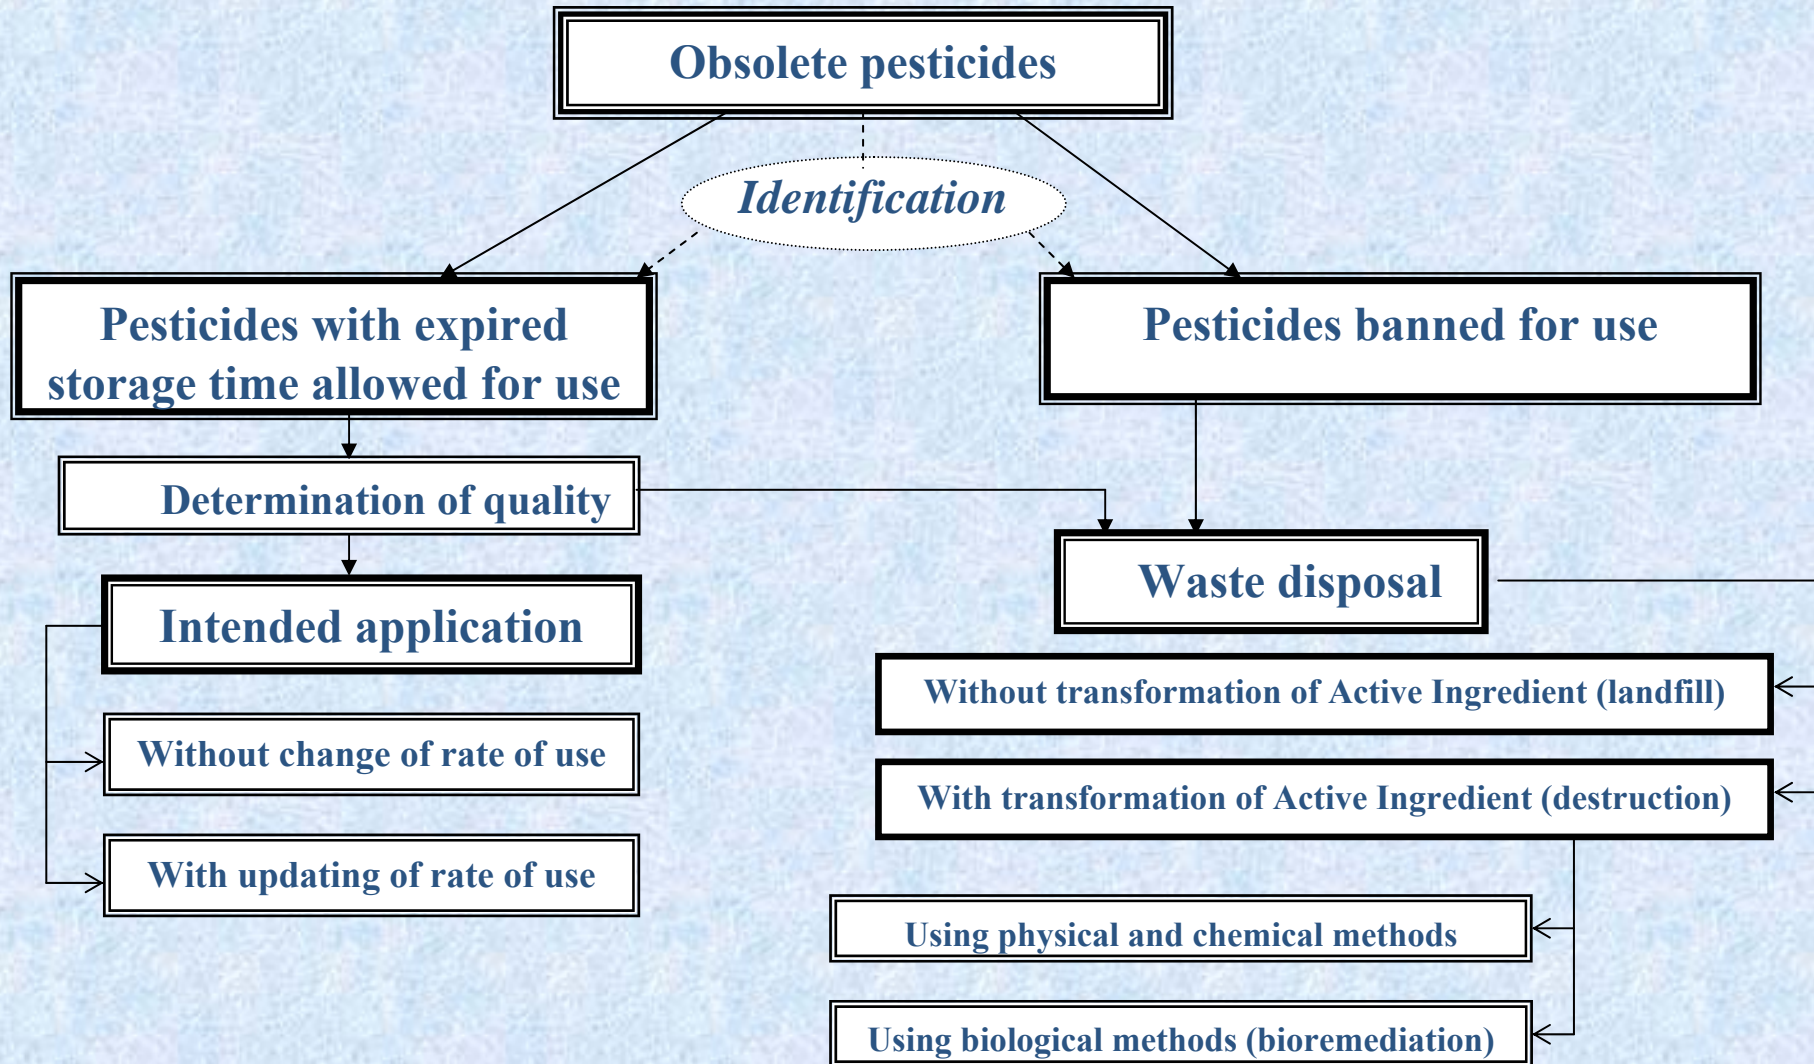 Obsolete pesticides
Identification
Pesticides with expired
storage time allowed for use
Pesticides banned for use
Determination of quality
Waste disposal
Intended application
Without transformation of Active Ingredient (landfill)
Without change of rate of use
With transformation of Active Ingredient (destruction)
With updating of rate of use
Using physical and chemical methods
Using biological methods (bioremediation)